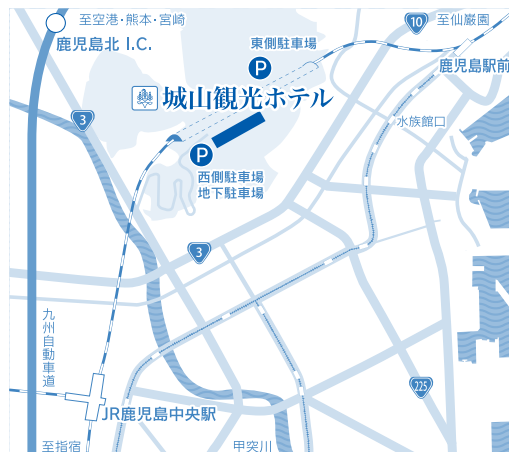 至空港・熊本・宮崎
鹿児島北 I.C.
東側駐車場
P
10
至仙巌園
鹿児島駅前
城山観光ホテル
3
水族館口
P
西側駐車場
地下駐車場
3
九州自動車道
225
JR鹿児島中央駅
至指宿
甲突川